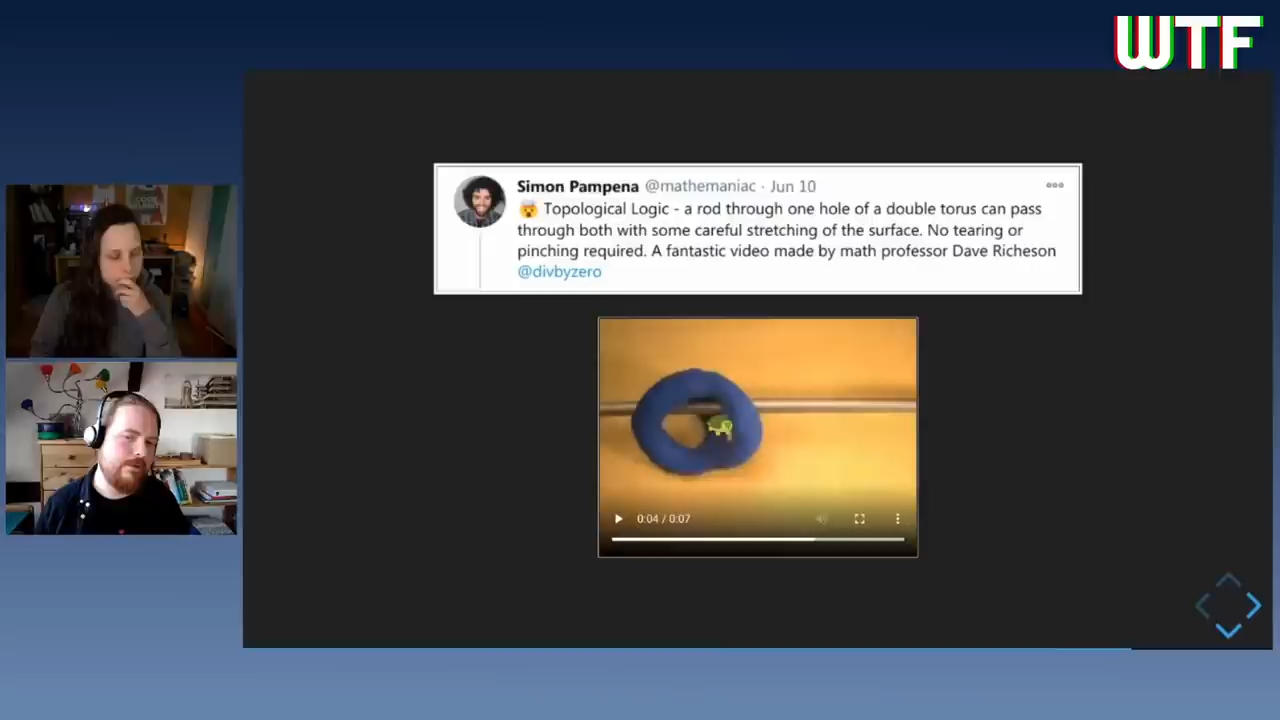 WTF
Simon Pampena @mathemaniac · Jun 10
🤯 Topological Logic - a rod through one hole of a double torus can pass
through both with some careful stretching of the surface. No tearing or
pinching required. A fantastic video made by math professor Dave Richeson
@divbyzero
0:04 / 0:07